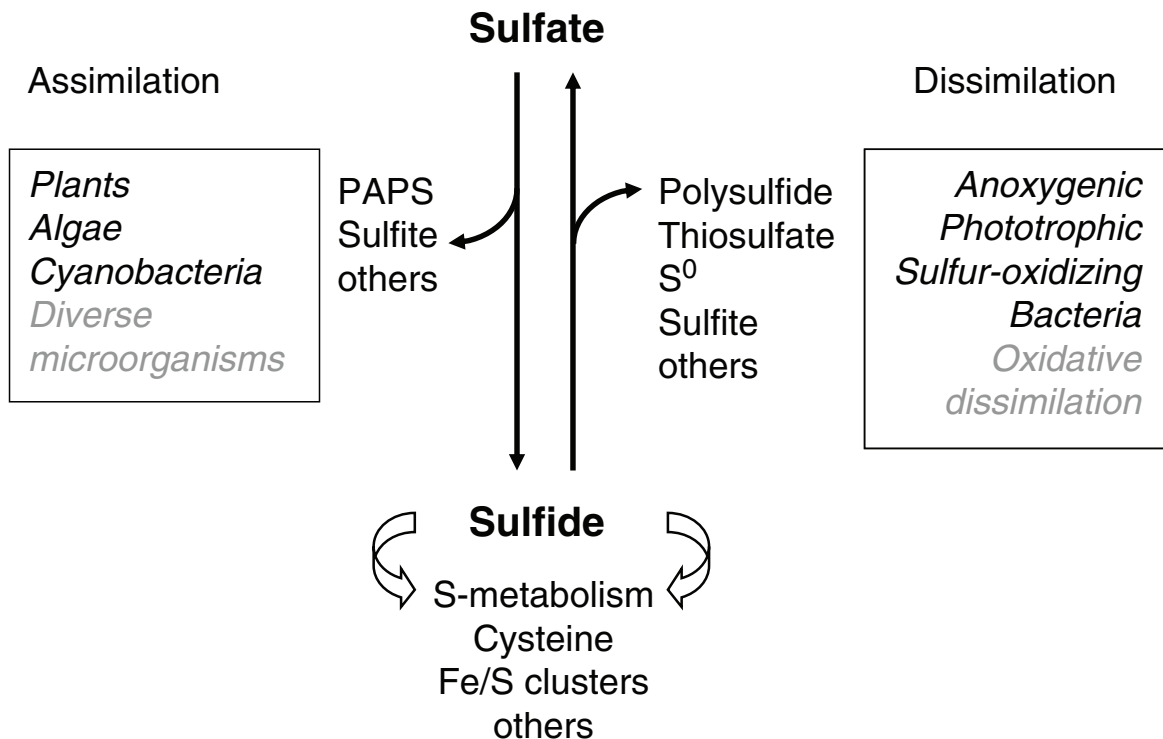 Sulfate
Assimilation
Dissimilation
Plants
Algae
Cyanobacteria
Diverse
microorganisms
PAPS
Sulfite
others
Polysulfide
Thiosulfate
S⁰
Sulfite
others
Anoxygenic
Phototrophic
Sulfur-oxidizing
Bacteria
Oxidative
dissimilation
Sulfide
S-metabolism
Cysteine
Fe/S clusters
others